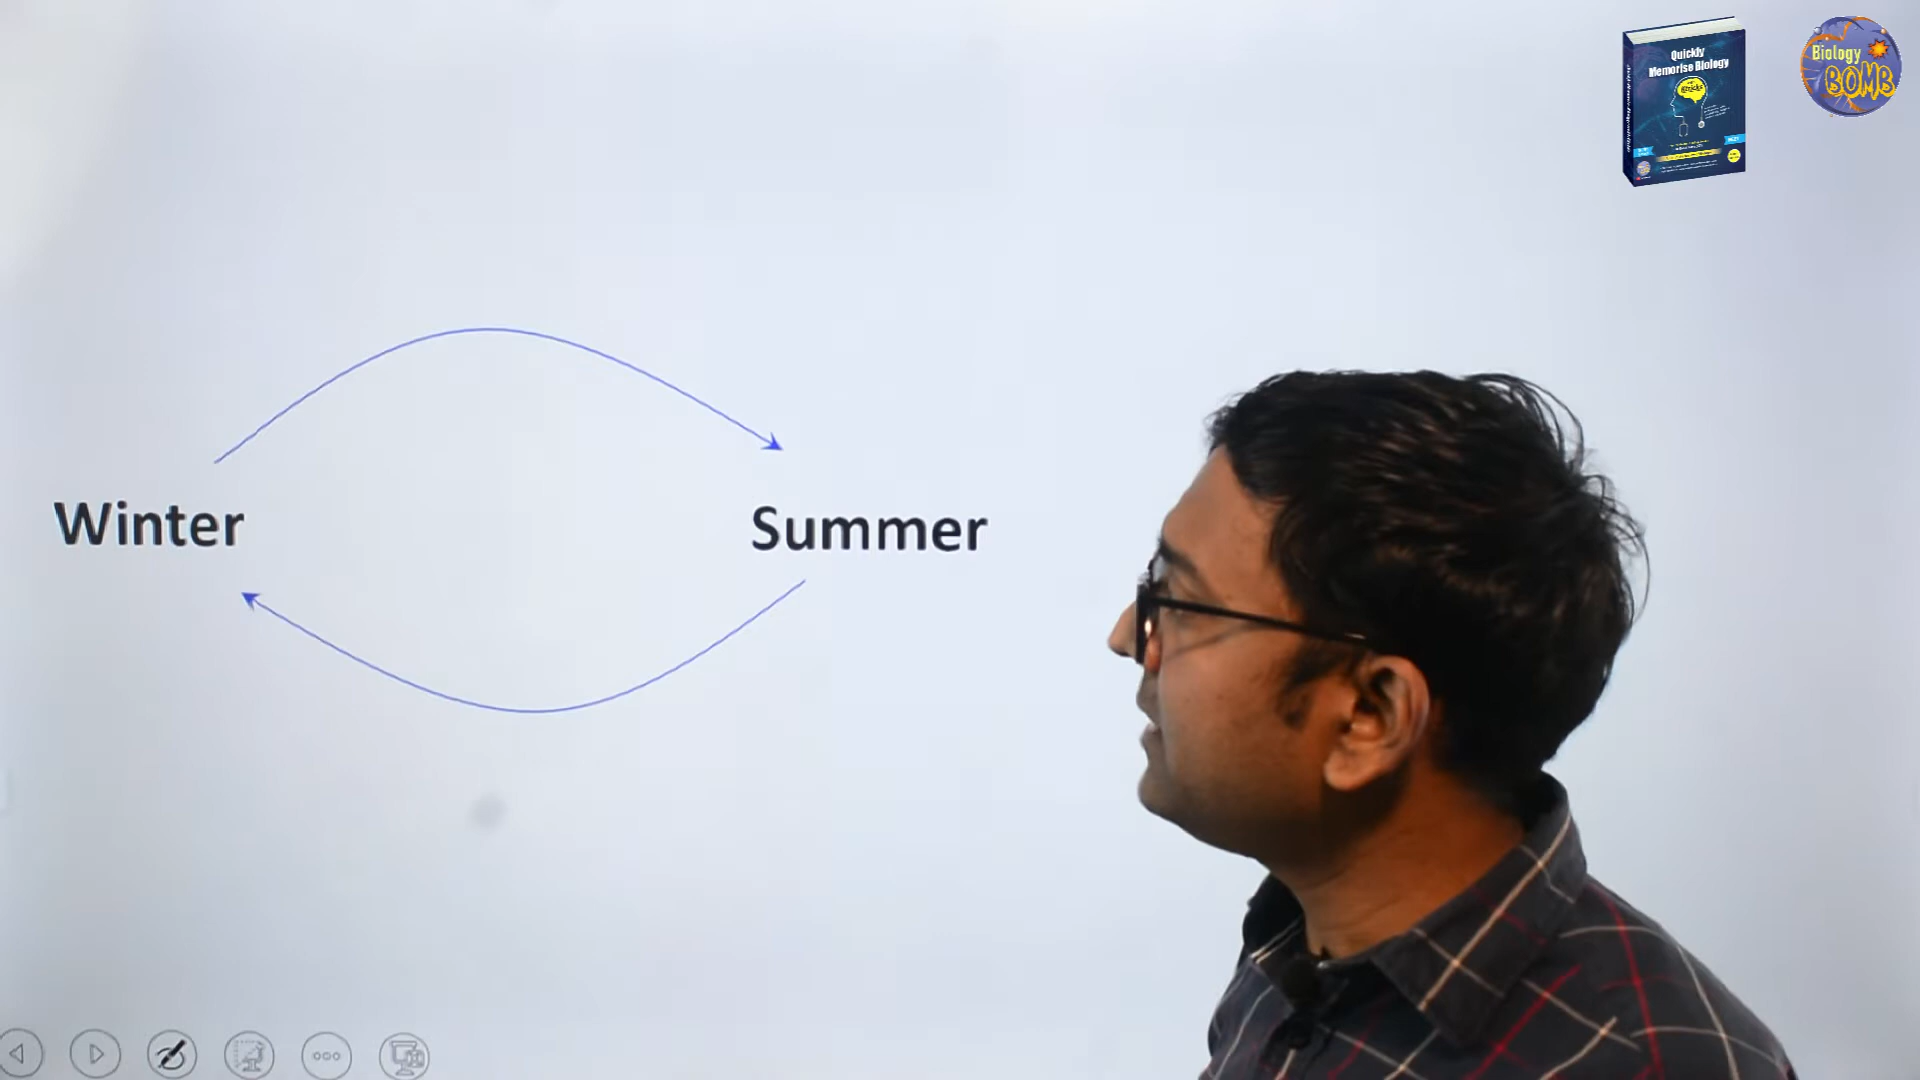 Quickly
Memorise Biology
Biology
BOMB
Winter
Summer